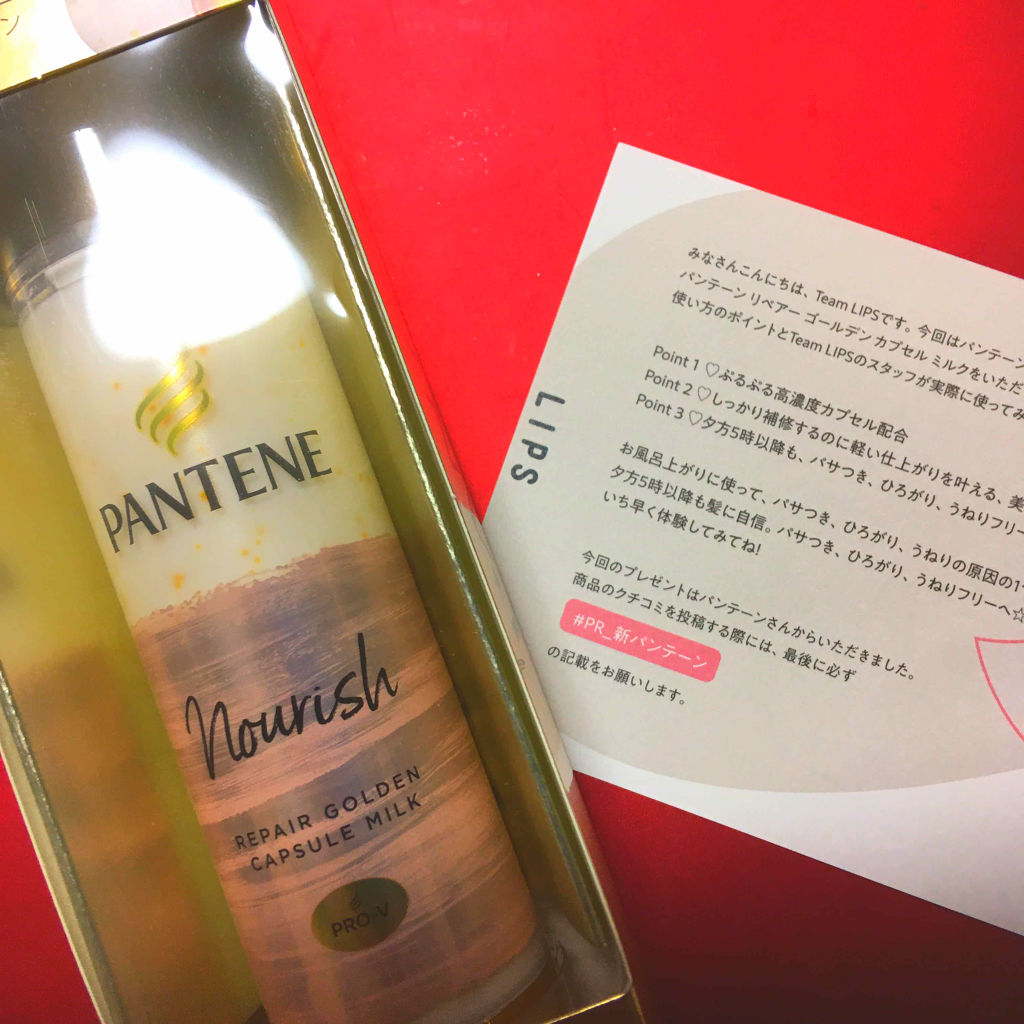 ン
PANTENE
Nourish
REPAIR GOLDEN
CAPSULE MILK
PRO-V
LIPS
みなさんこんにちは、Team LIPSです。今回はパンテーン
パンテーン リペアー ゴールデン カプセル ミルクをいただ
使い方のポイントとTeam LIPSのスタッフが実際に使ってみ
Point 1 ♡ぷるぷる高濃度カプセル配合
Point 2 ♡しっかり補修するのに軽い仕上がりを叶える、美
Point 3 ♡夕方5時以降も、パサつき、ひろがり、うねりフリー
お風呂上がりに使って、パサつき、ひろがり、うねりの原因の1
夕方5時以降も髪に自信。パサつき、ひろがり、うねりフリーへ☆
いち早く体験してみてね!
今回のプレゼントはパンテーンさんからいただきました。
商品のクチコミを投稿する際には、最後に必ず
#PR_新パンテーン
の記載をお願いします。